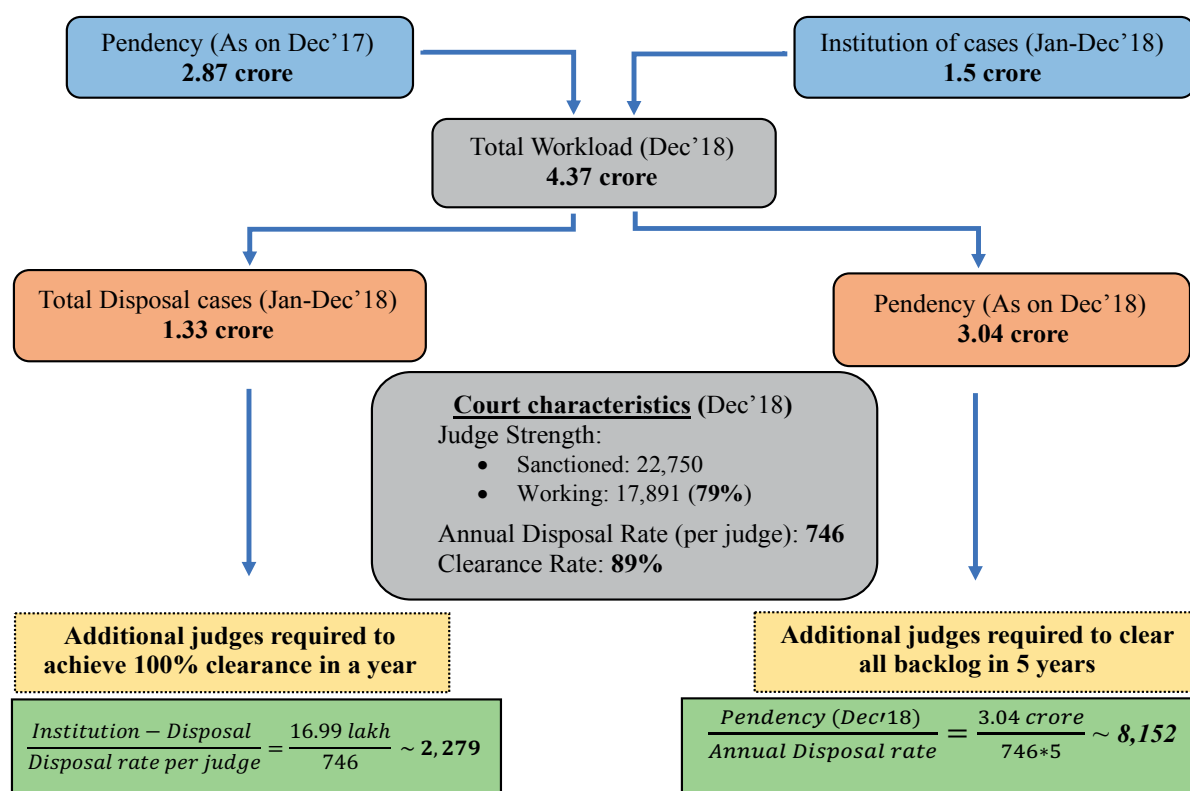 Pendency (As on Dec’17)
2.87 crore
Institution of cases (Jan-Dec’18)
1.5 crore
Total Workload (Dec’18)
4.37 crore
Total Disposal cases (Jan-Dec’18)
1.33 crore
Pendency (As on Dec’18)
3.04 crore
Court characteristics (Dec’18)
Judge Strength:
• Sanctioned: 22,750
• Working: 17,891 (79%)
Annual Disposal Rate (per judge): 746
Clearance Rate: 89%
Additional judges required to
achieve 100% clearance in a year
Institution − Disposal
Disposal rate per judge
=
16.99 lakh
746
~ 2,279
Additional judges required to clear
all backlog in 5 years
Pendency (Dec′18)
Annual Disposal rate
=
3.04 crore
746*5
~ 8,152